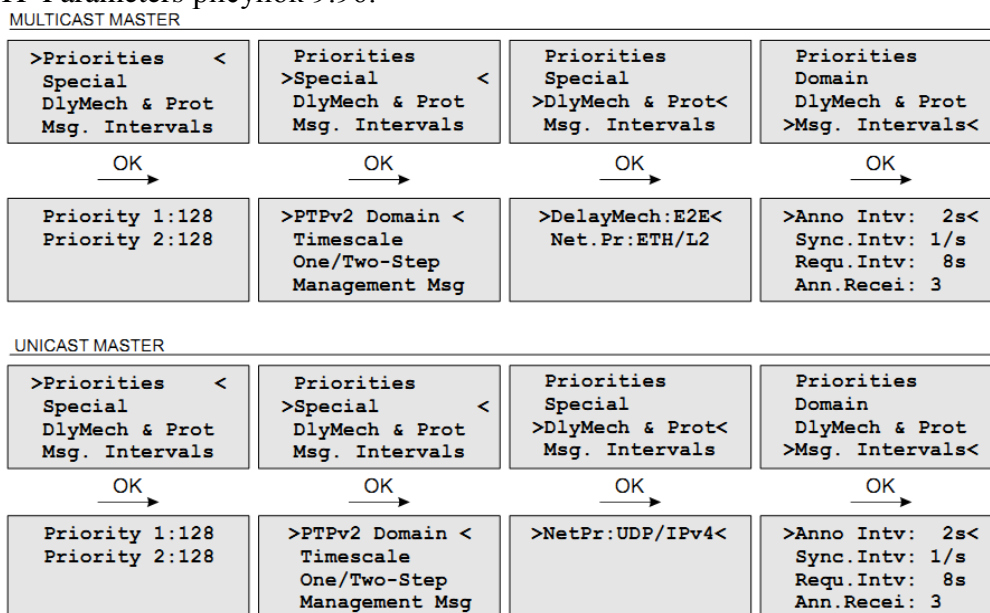 Parameters рисунок
MULTICAST MASTER
>Priorities <
Special
DlyMech & Prot
Msg. Intervals
Priorities
>Special <
DlyMech & Prot
Msg. Intervals
Priorities
Special
>DlyMech & Prot<
Msg. Intervals
Priorities
Domain
DlyMech & Prot
>Msg. Intervals<
OK
OK
OK
OK
Priority 1:128
Priority 2:128
>PTPv2 Domain <
Timescale
One/Two-Step
Management Msg
>DelayMech:E2E<
Net.Pr:ETH/L2
>Anno Intv: 2s<
Sync.Intv: 1/s
Requ.Intv: 8s
Ann.Recei: 3
UNICAST MASTER
>Priorities <
Special
DlyMech & Prot
Msg. Intervals
Priorities
>Special <
DlyMech & Prot
Msg. Intervals
Priorities
Special
>DlyMech & Prot<
Msg. Intervals
Priorities
Domain
DlyMech & Prot
>Msg. Intervals<
OK
OK
OK
OK
Priority 1:128
Priority 2:128
>PTPv2 Domain <
Timescale
One/Two-Step
Management Msg
>NetPr:UDP/IPv4<
>Anno Intv: 2s<
Sync.Intv: 1/s
Requ.Intv: 8s
Ann.Recei: 3